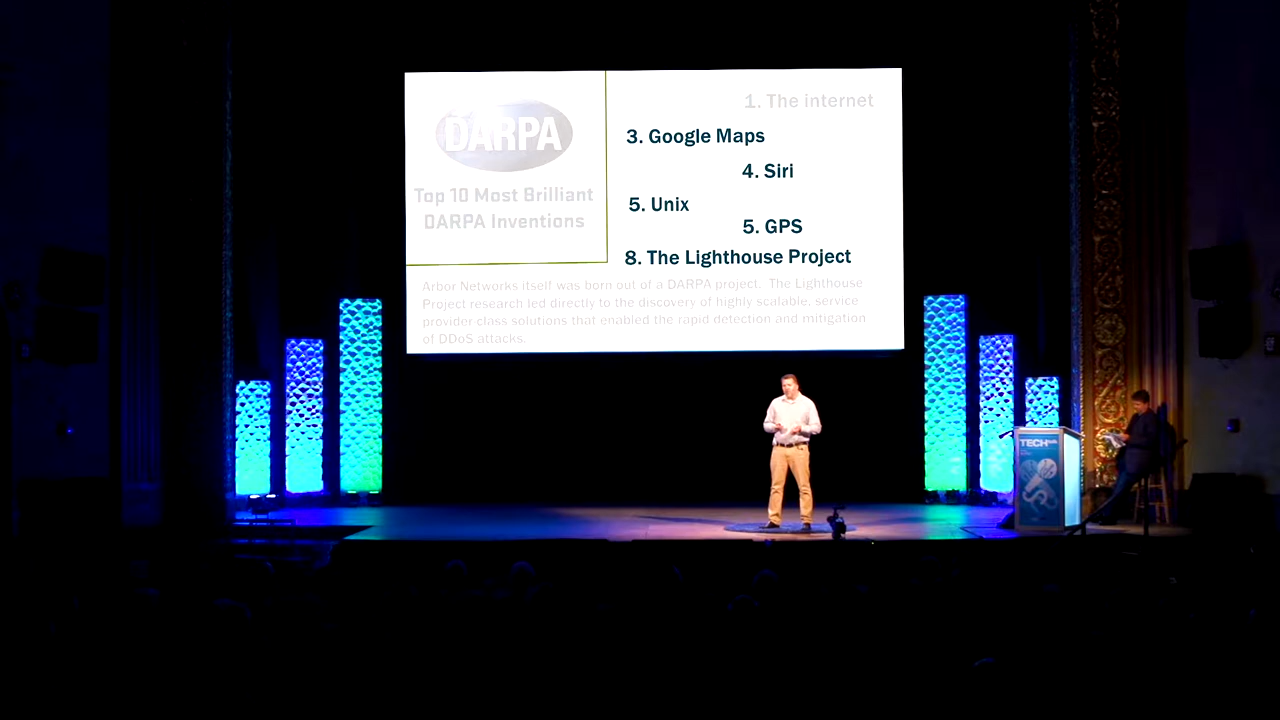 DARPA
Top 10 Most Brilliant
DARPA Inventions
1. The internet
3. Google Maps
4. Siri
5. Unix
5. GPS
8. The Lighthouse Project
Arbor Networks itself was born out of a DARPA project. The Lighthouse
Project research led directly to the discovery of highly scalable, service
provider class solutions that enabled the rapid detection and mitigation
of DDoS attacks.
TECH